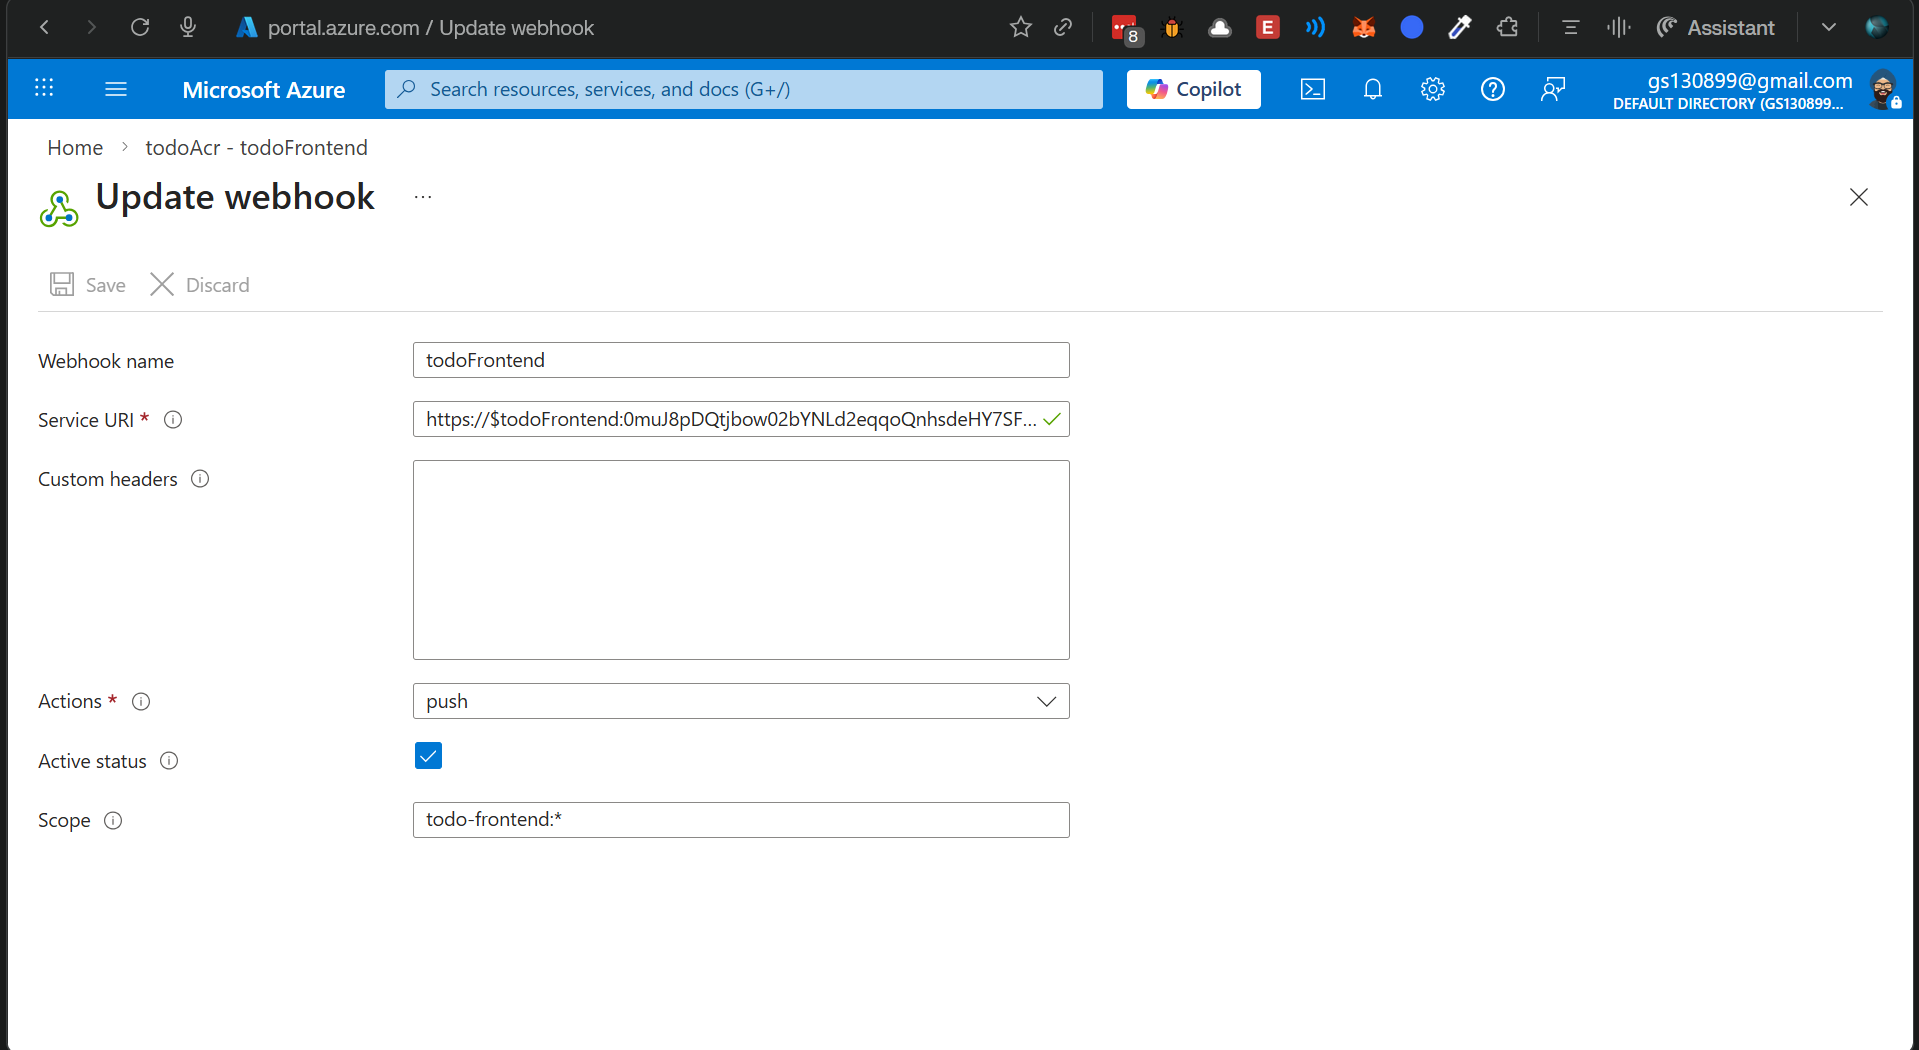 portal.azure.com / Update webhook
8
E
Assistant
Microsoft Azure
Search resources, services, and docs (G+/)
Copilot
gs130899@gmail.com
DEFAULT DIRECTORY (GS130899...
Home > todoAcr - todoFrontend
Update webhook ...
Save Discard
Webhook name
todoFrontend
Service URI *
https://$todoFrontend:0muJ8pDQtjbow02bYNLd2eqqoQnhsdeHY7SF...
Custom headers
Actions *
push
Active status
Scope
todo-frontend:*